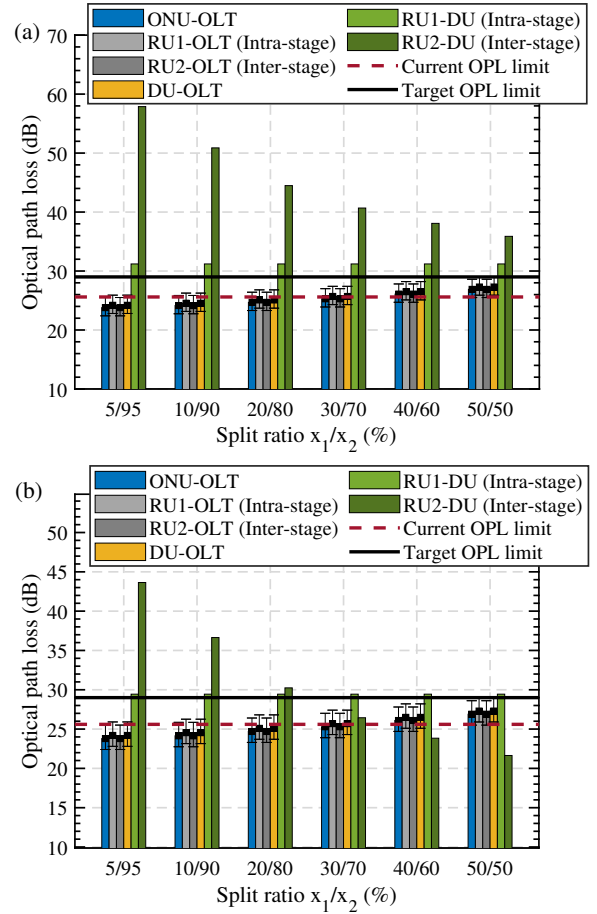 (a)
ONU-OLT
RU1-OLT (Intra-stage)
RU2-OLT (Inter-stage)
DU-OLT
RU1-DU (Intra-stage)
RU2-DU (Inter-stage)
Current OPL limit
Target OPL limit
Optical path loss (dB)
70
60
50
40
30
20
10
5/95 10/90 20/80 30/70 40/60 50/50
Split ratio x1/x2 (%)
(b)
ONU-OLT
RU1-OLT (Intra-stage)
RU2-OLT (Inter-stage)
DU-OLT
RU1-DU (Intra-stage)
RU2-DU (Inter-stage)
Current OPL limit
Target OPL limit
Optical path loss (dB)
50
45
40
35
30
25
20
15
10
5/95 10/90 20/80 30/70 40/60 50/50
Split ratio x1/x2 (%)